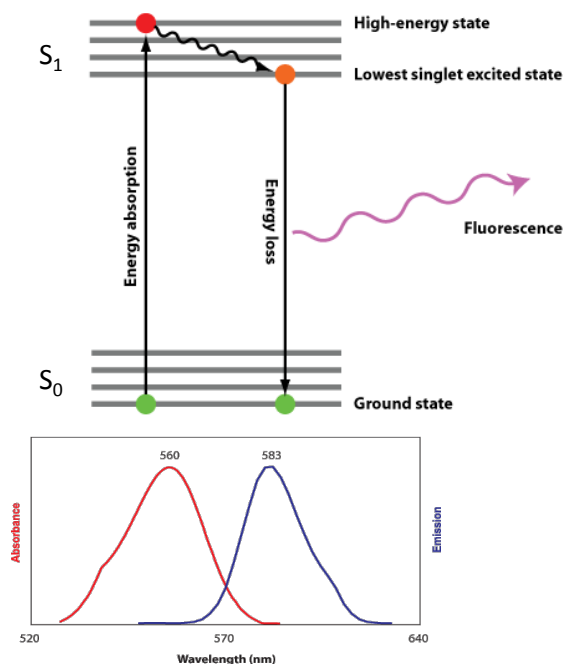 High-energy state
S1
Lowest singlet excited state
Energy absorption
Energy loss
Fluorescence
S0
Ground state
560
583
Absorbance
Emission
520
570
640
Wavelength (nm)